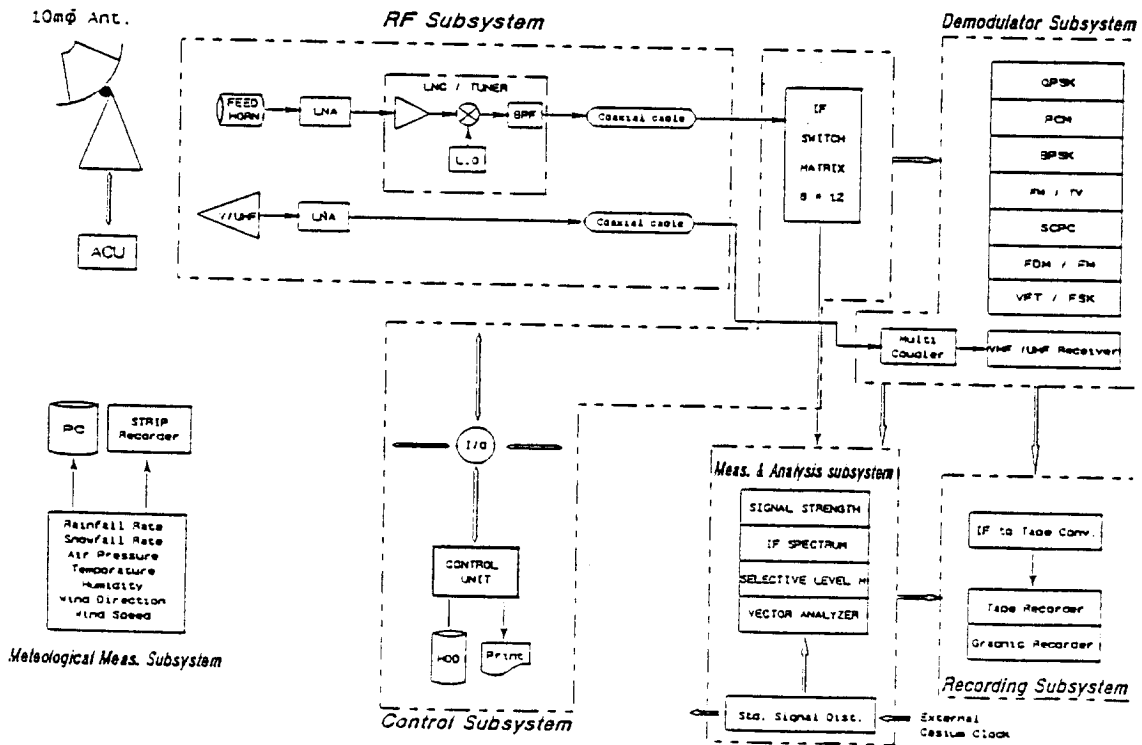 10mϕ Ant.
RF Subsystem
Demodulator Subsystem
LNC / TUNER
FEED
HORN
LNA
BPF
Coaxial cable
L.O
IF
SWITCH
MATRIX
8 * 12
QPSK
PCM
BPSK
FM / TV
SCPC
FDM / FM
VFT / FSK
V/UHF
LNA
Coaxial cable
ACU
Multi
Coupler
VHF /UHF Receiver
PC
STRIP
Recorder
I/O
Meas. & Analysis subsystem
SIGNAL STRENGTH
IF SPECTRUM
SELECTIVE LEVEL M
VECTOR ANALYZER
IF to Tape Conv.
Tape Recorder
Graphic Recorder
Rainfall Rate
Snowfall Rate
Air Pressure
Temperature
Humidity
Wind Direction
Wind Speed
CONTROL
UNIT
HDD
Print
Meteological Meas. Subsystem
Recording Subsystem
Control Subsystem
Std. Signal Dist.
External
Cesium Clock